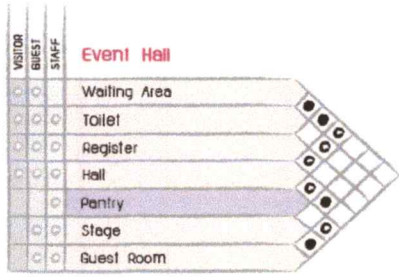 VISITOR
GUEST
STAFF
Event Hall
Waiting Area
Toilet
Register
Hall
Pantry
Stage
Guest Room